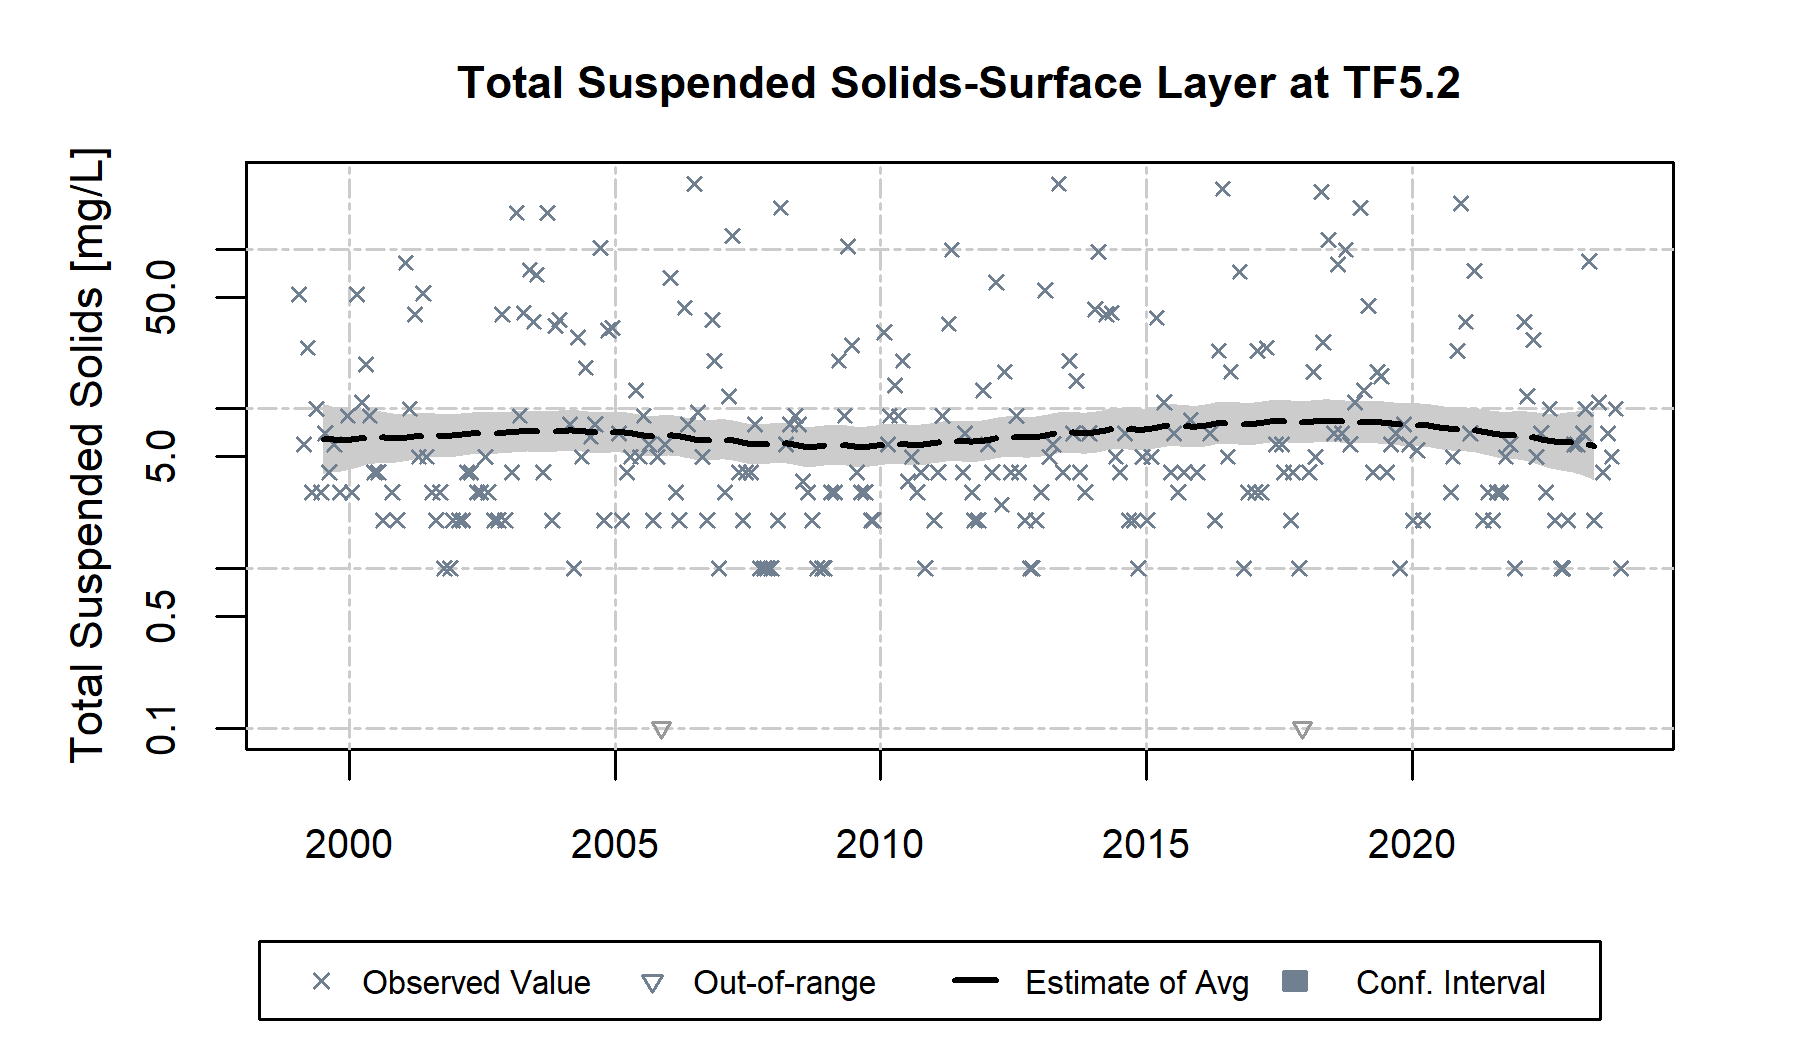 Total Suspended Solids-Surface Layer at TF5.2
Total Suspended Solids [mg/L]
50.0
5.0
0.5
0.1
2000 2005 2010 2015 2020
Observed Value Out-of-range Estimate of Avg Conf. Interval